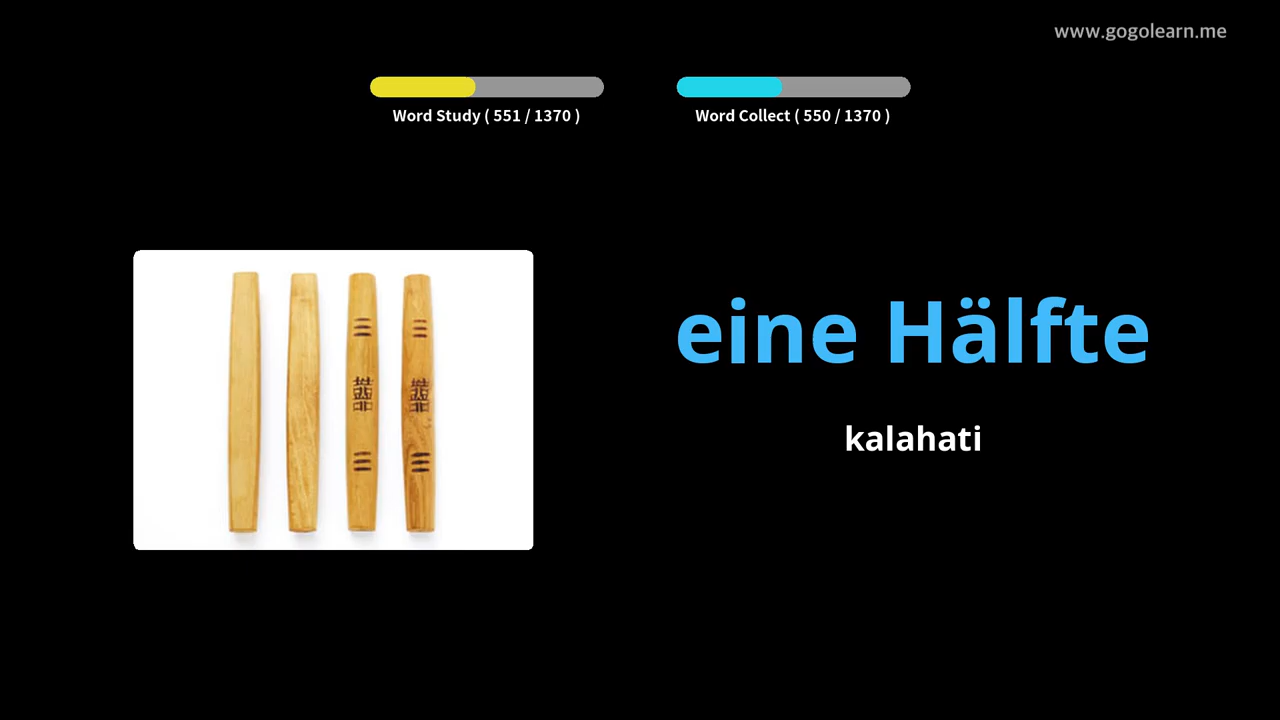 www.gogolearn.me
Word Study ( 551 / 1370 )
Word Collect ( 550 / 1370 )
eine Hälfte
kalahati